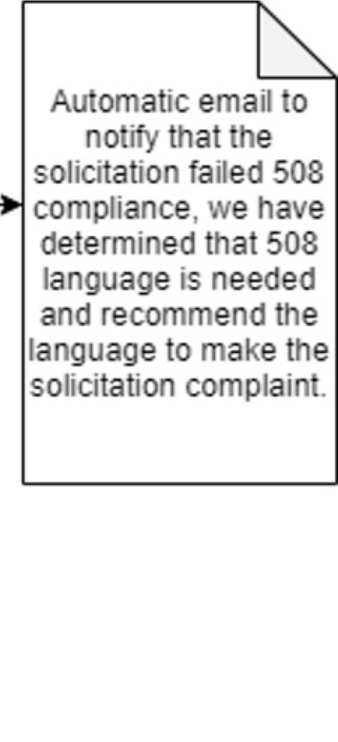 Automatic email to
notify that the
solicitation failed 508
compliance, we have
determined that 508
language is needed
and recommend the
language to make the
solicitation complaint.